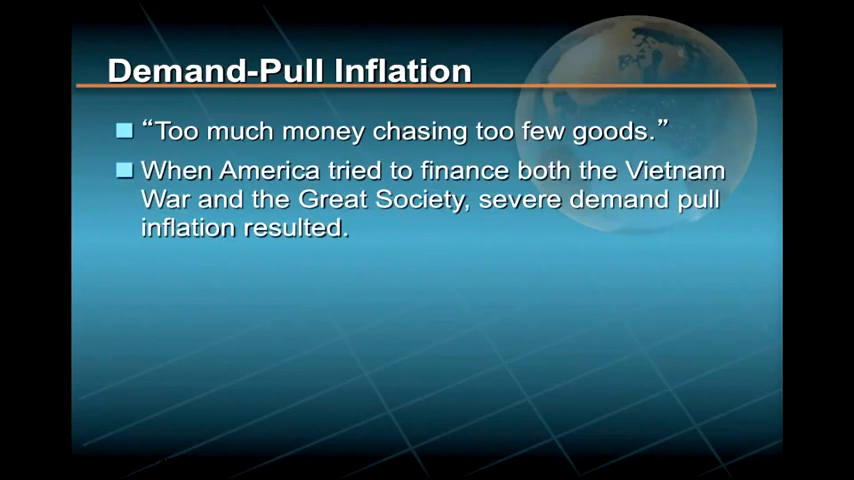 Demand-Pull Inflation
“Too much money chasing too few goods.”
When America tried to finance both the Vietnam
War and the Great Society, severe demand pull
inflation resulted.